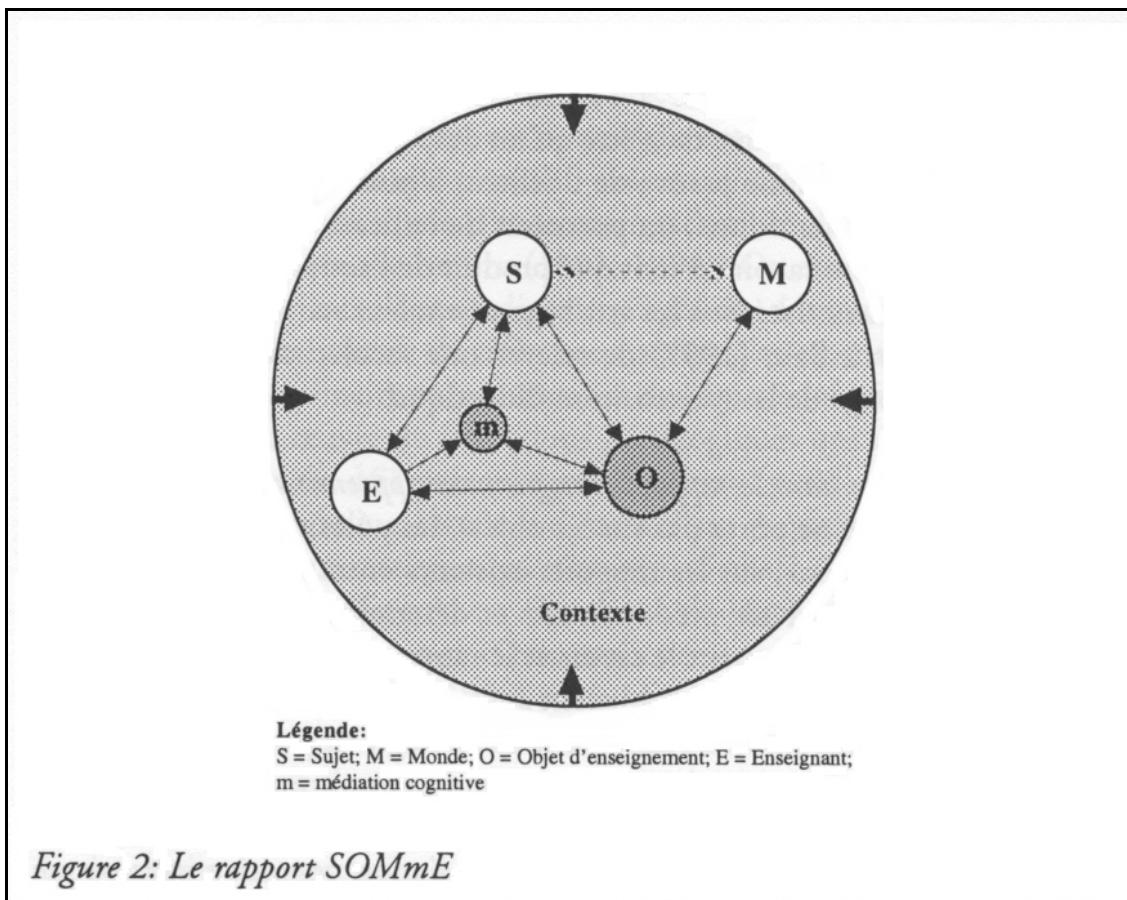 S
M
m
E
O
Contexte
Légende:
S = Sujet; M = Monde; O = Objet d'enseignement; E = Enseignant;
m = médiation cognitive
Figure 2: Le rapport SOMmE